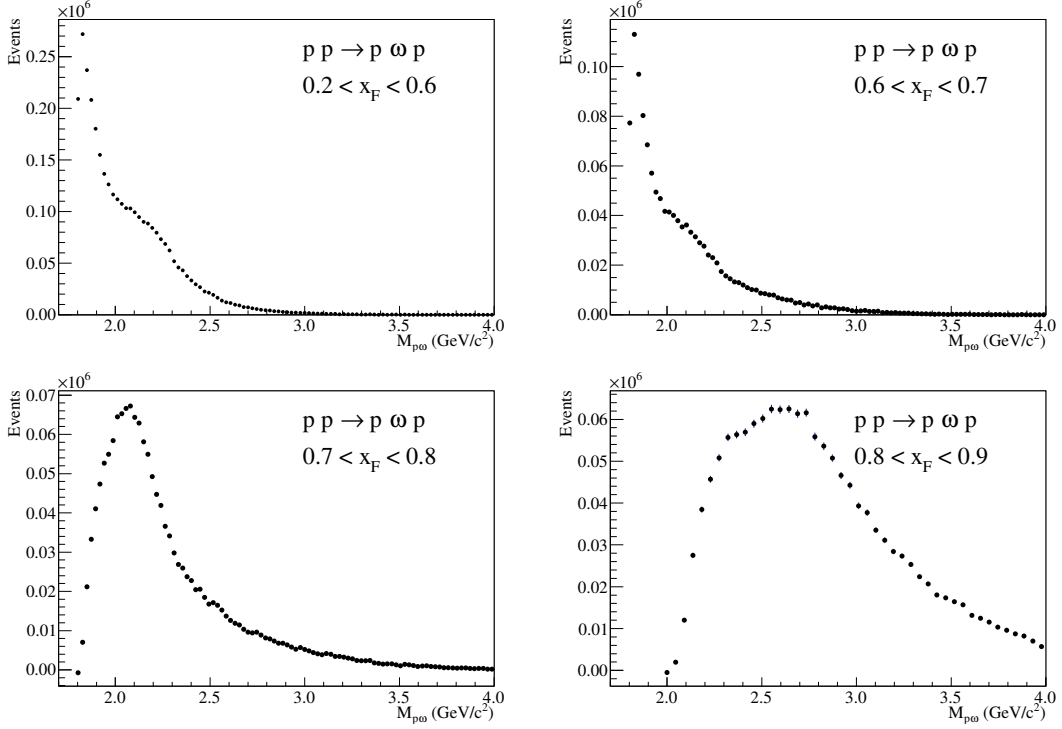 ×10⁶
Events
p p → p ω p
0.2 < x_F < 0.6
0.25
0.20
0.15
0.10
0.05
0.00
2.0 2.5 3.0 3.5 4.0
M_pω (GeV/c²)
×10⁶
Events
p p → p ω p
0.6 < x_F < 0.7
0.10
0.08
0.06
0.04
0.02
0.00
2.0 2.5 3.0 3.5 4.0
M_pω (GeV/c²)
×10⁶
Events
p p → p ω p
0.7 < x_F < 0.8
0.07
0.06
0.05
0.04
0.03
0.02
0.01
0.00
2.0 2.5 3.0 3.5 4.0
M_pω (GeV/c²)
×10⁶
Events
p p → p ω p
0.8 < x_F < 0.9
0.06
0.05
0.04
0.03
0.02
0.01
0.00
2.0 2.5 3.0 3.5 4.0
M_pω (GeV/c²)